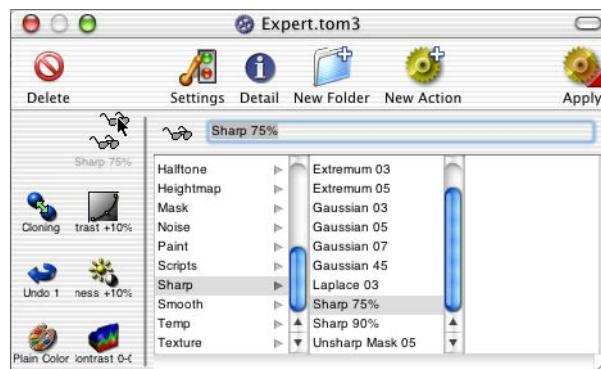 Expert.tom3
Delete
Settings
Detail
New Folder
New Action
Apply
Sharp 75%
Sharp 75%
Cloning
trast +10%
Undo 1
ness +10%
Plain Color
ontrast 0-(
Halftone
Heightmap
Mask
Noise
Paint
Scripts
Sharp
Smooth
Temp
Texture
Extremum 03
Extremum 05
Gaussian 03
Gaussian 05
Gaussian 07
Gaussian 45
Laplace 03
Sharp 75%
Sharp 90%
Unsharp Mask 05